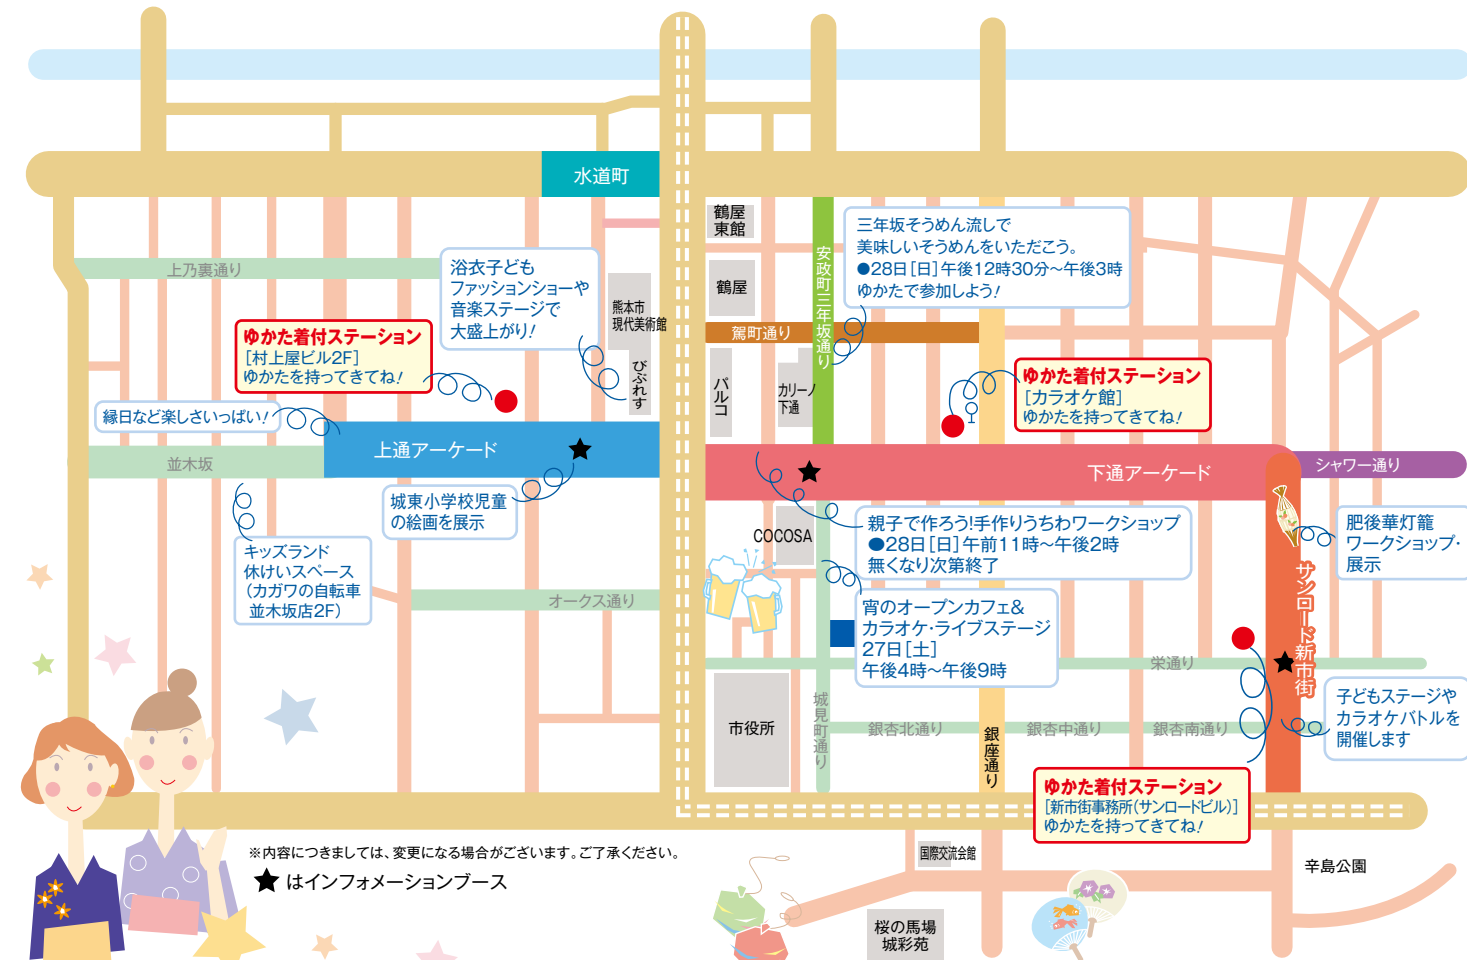 水道町
鶴屋
東館
三年坂そうめん流しで
美味しいそうめんをいただこう。
●28日[日]午後12時30分～午後3時
ゆかたで参加しよう!
安政町三年坂通り
上乃裏通り
浴衣子ども
ファッションショーや
音楽ステージで
大盛上がり!
鶴屋
熊本市
現代美術館
びぷれす
駕町通り
ゆかた着付ステーション
[村上屋ビル2F]
ゆかたを持ってきてね!
パルコ
カリーノ
下通
ゆかた着付ステーション
[カラオケ館]
ゆかたを持ってきてね!
縁日など楽しさいっぱい!
並木坂
上通アーケード
下通アーケード
シャワー通り
城東小学校児童
の絵画を展示
キッズランド
休けいスペース
(カガワの自転車
並木坂店2F)
COCOSA
親子で作ろう!手作りうちわワークショップ
●28日[日]午前11時～午後2時
無くなり次第終了
肥後華灯籠
ワークショップ・
展示
サンロード新市街
オークス通り
宵のオープンカフェ&
カラオケ・ライブステージ
27日[土]
午後4時～午後9時
栄通り
市役所
城見町通り
銀杏北通り
銀座通り
銀杏中通り
銀杏南通り
子どもステージや
カラオケバトルを
開催します
ゆかた着付ステーション
[新市街事務所(サンロードビル)]
ゆかたを持ってきてね!
※内容につきましては、変更になる場合がございます。ご了承ください。
★はインフォメーションブース
国際交流会館
辛島公園
桜の馬場
城彩苑